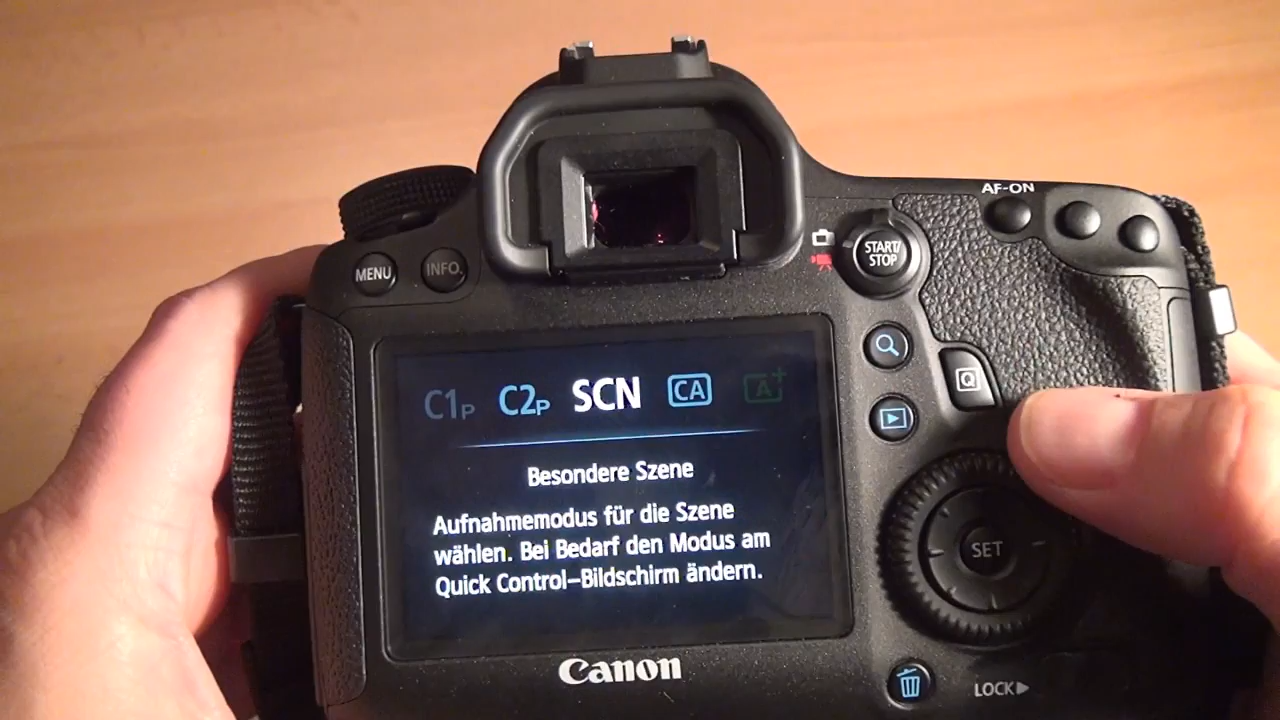 AF-ON
MENU
INFO.
START/
STOP
Q
C1P C2P SCN CA A+
Besondere Szene
Aufnahmemodus für die Szene
wählen. Bei Bedarf den Modus am
Quick Control-Bildschirm ändern.
SET
Canon
LOCK